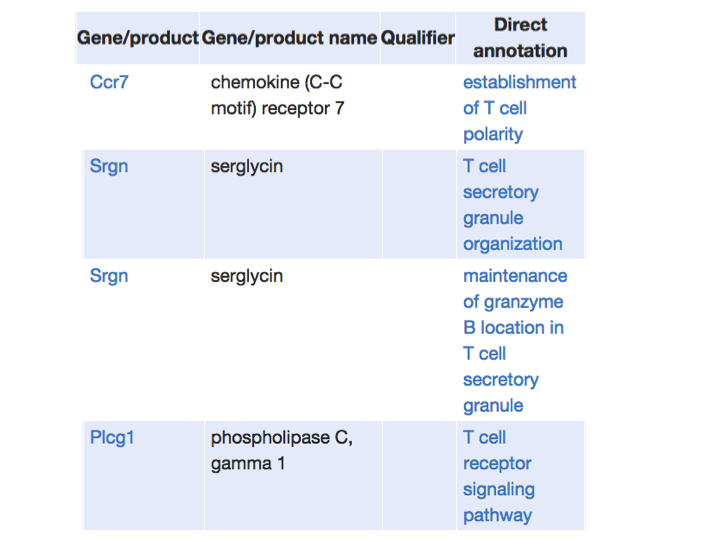 Gene/product Gene/product name Qualifier Direct annotation
Ccr7 chemokine (C-C motif) receptor 7 establishment of T cell polarity
Srgn serglycin T cell secretory granule organization
Srgn serglycin maintenance of granzyme B location in T cell secretory granule
Plcg1 phospholipase C, gamma 1 T cell receptor signaling pathway